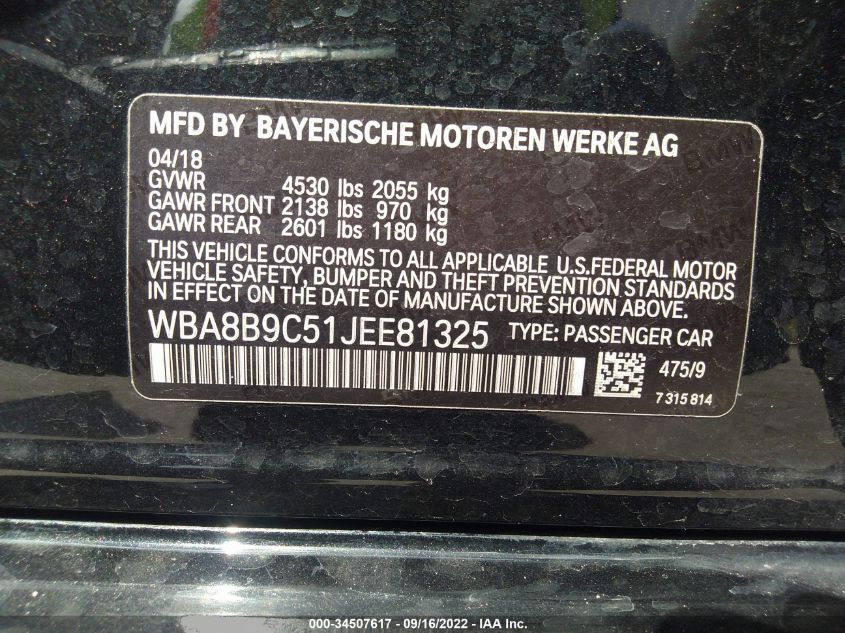 MFD BY BAYERISCHE MOTOREN WERKE AG
04/18
GVWR 4530 lbs 2055 kg
GAWR FRONT 2138 lbs 970 kg
GAWR REAR 2601 lbs 1180 kg
THIS VEHICLE CONFORMS TO ALL APPLICABLE U.S.FEDERAL MOTOR
VEHICLE SAFETY, BUMPER AND THEFT PREVENTION STANDARDS
IN EFFECT ON THE DATE OF MANUFACTURE SHOWN ABOVE.
WBA8B9C51JEE81325 TYPE: PASSENGER CAR
475/9
7 315 814
000-34507617 - 09/16/2022 - IAA Inc.